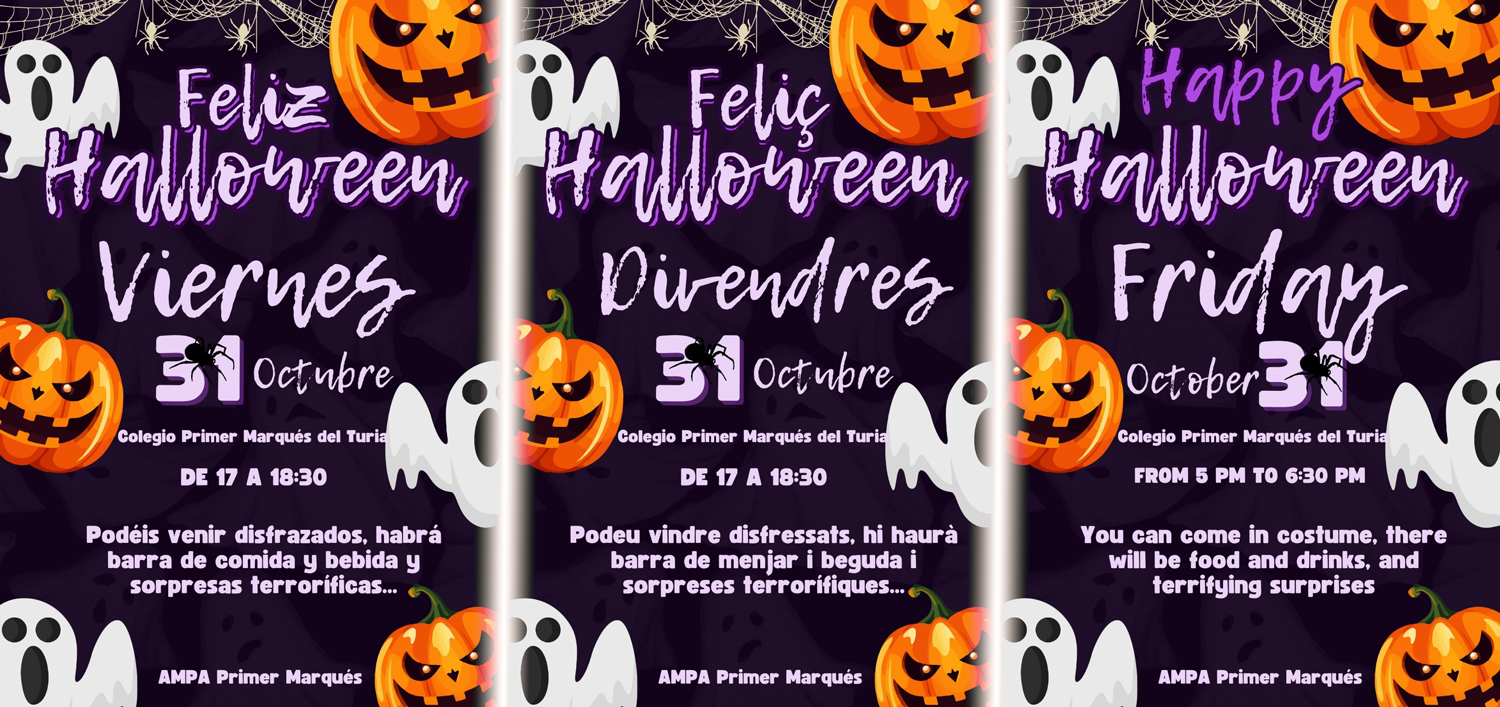 Feliz
Halloween
Viernes
31 Octubre
Colegio Primer Marqués del Turia
DE 17 A 18:30
Podéis venir disfrazados, habrá
barra de comida y bebida y
sorpresas terroríficas...
AMPA Primer Marqués
Feliç
Halloween
Divendres
31 Octubre
Colegio Primer Marqués del Turia
DE 17 A 18:30
Podeu vindre disfressats, hi haurà
barra de menjar i beguda i
sorpreses terrorífiques...
AMPA Primer Marqués
Happy
Halloween
Friday
October 31
Colegio Primer Marqués del Turia
FROM 5 PM TO 6:30 PM
You can come in costume, there
will be food and drinks, and
terrifying surprises
AMPA Primer Marqués